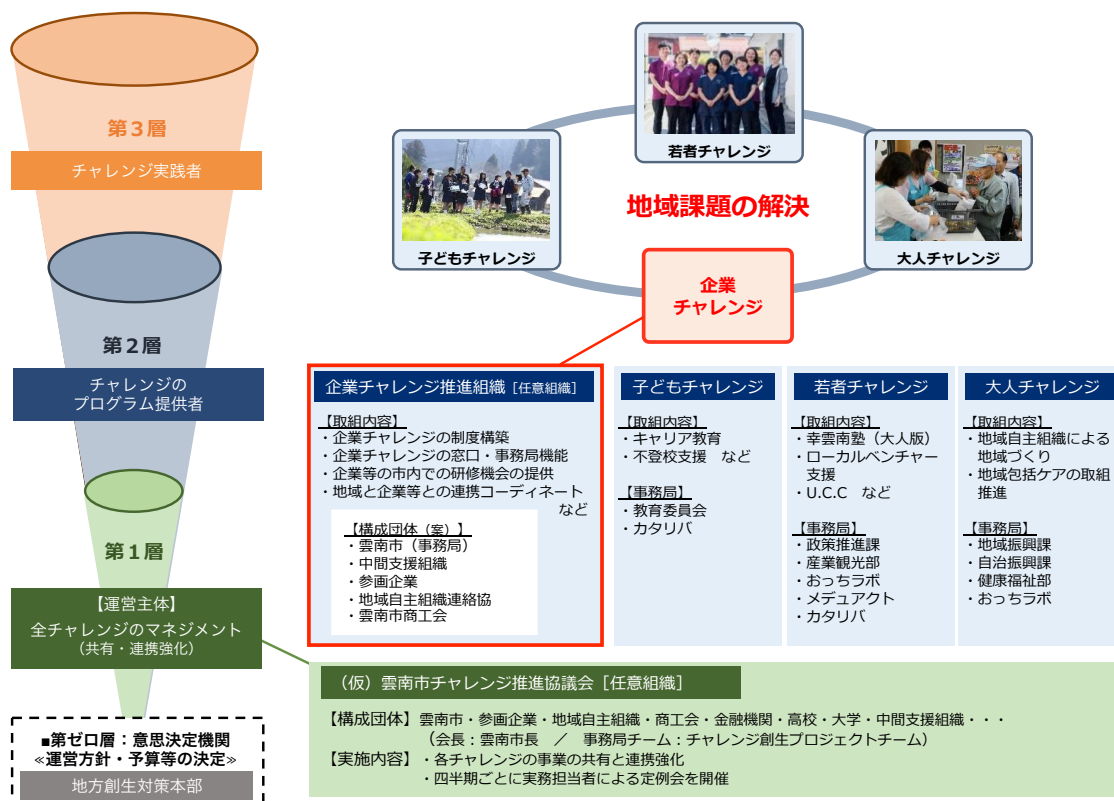 第３層
チャレンジ実践者
第２層
チャレンジの
プログラム提供者
第１層
【運営主体】
全チャレンジのマネジメント
（共有・連携強化）
■第ゼロ層：意思決定機関
≪運営方針・予算等の決定≫
地方創生対策本部
若者チャレンジ
子どもチャレンジ
地域課題の解決
大人チャレンジ
企業
チャレンジ
企業チャレンジ推進組織［任意組織］
【取組内容】
・企業チャレンジの制度構築
・企業チャレンジの窓口・事務局機能
・企業等の市内での研修機会の提供
・地域と企業等との連携コーディネート
など
【構成団体（案）】
・雲南市（事務局）
・中間支援組織
・参画企業
・地域自主組織連絡協
・雲南市商工会
子どもチャレンジ
【取組内容】
・キャリア教育
・不登校支援　など
【事務局】
・教育委員会
・カタリバ
若者チャレンジ
【取組内容】
・幸雲南塾（大人版）
・ローカルベンチャー
支援
・U.C.C　など
【事務局】
・政策推進課
・産業観光部
・おっちラボ
・メデュアクト
・カタリバ
大人チャレンジ
【取組内容】
・地域自主組織による
地域づくり
・地域包括ケアの取組
推進
【事務局】
・地域振興課
・自治振興課
・健康福祉部
・おっちラボ
（仮）雲南市チャレンジ推進協議会［任意組織］
【構成団体】雲南市・参画企業・地域自主組織・商工会・金融機関・高校・大学・中間支援組織・・・
（会長：雲南市長　／　事務局チーム：チャレンジ創生プロジェクトチーム）
【実施内容】・各チャレンジの事業の共有と連携強化
・四半期ごとに実務担当者による定例会を開催